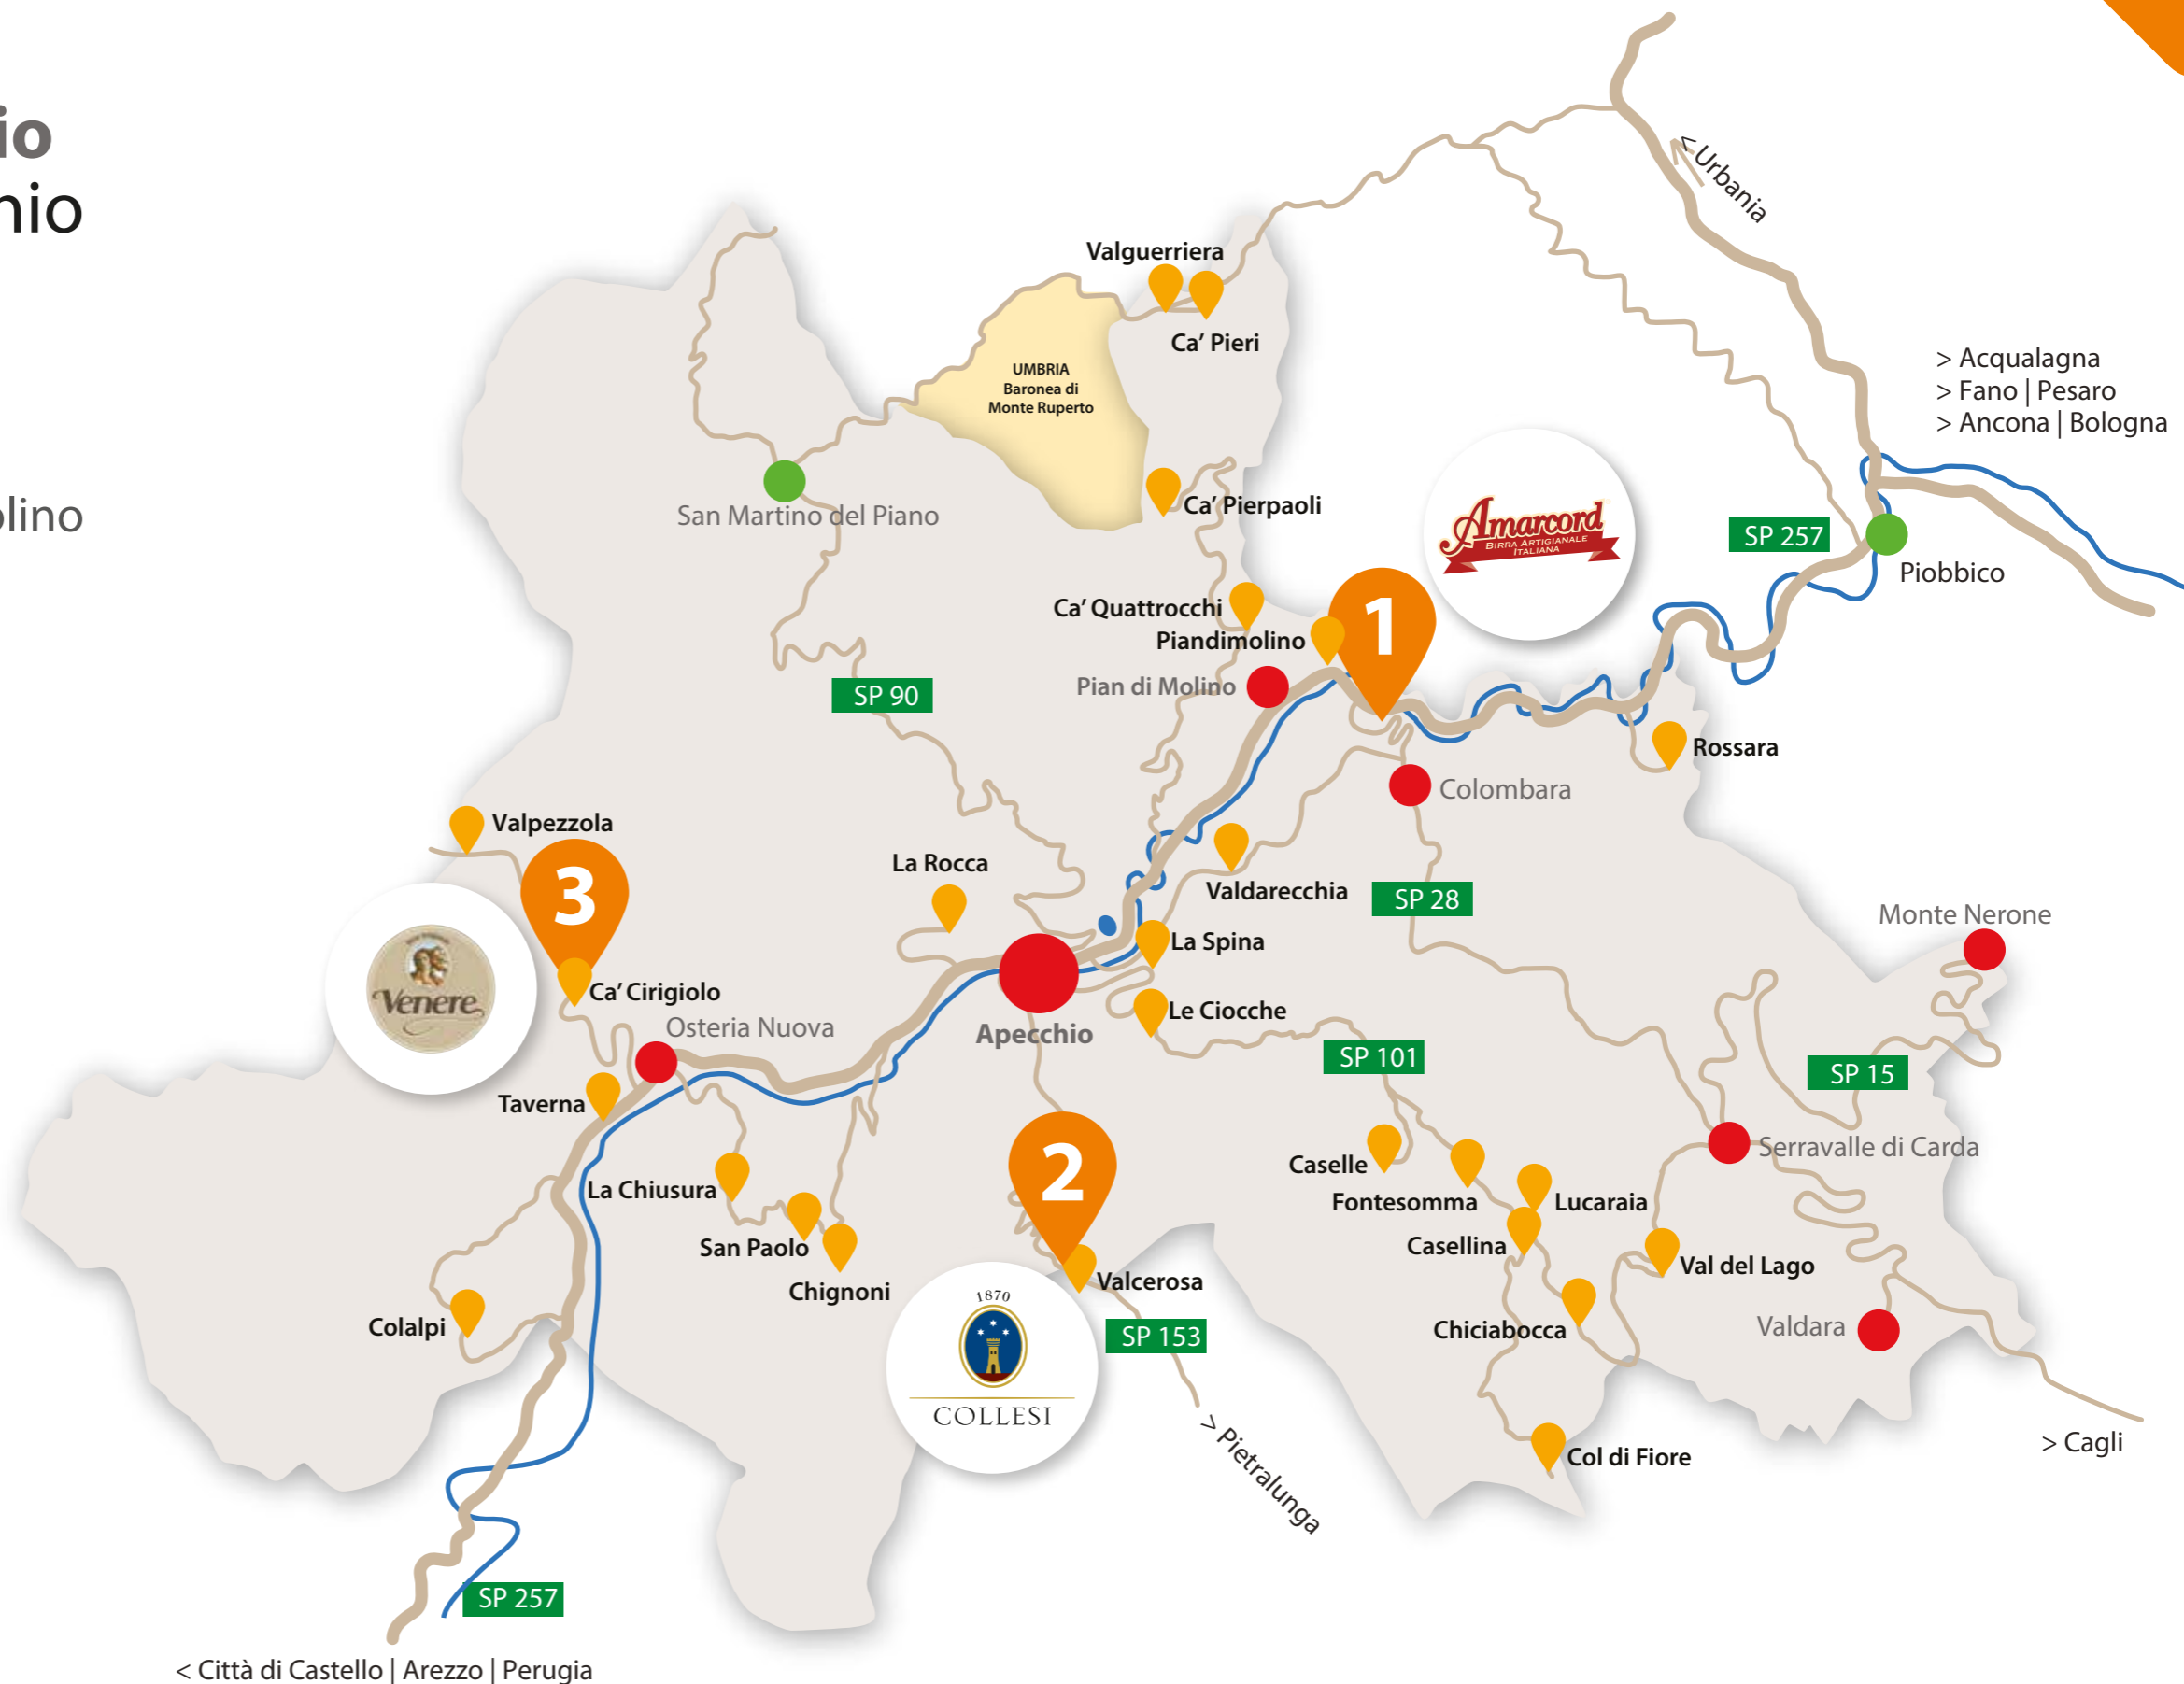 io
nio
olino
< Urbania
Valguerriera
Ca' Pieri
> Acqualagna
> Fano | Pesaro
> Ancona | Bologna
UMBRIA
Baronea di
Monte Ruperto
San Martino del Piano
Ca' Pierpaoli
Amarcord
BIRRA ARTIGIANALE
ITALIANA
SP 257
Piobbico
Ca' Quattrocchi
Piandimolino
1
Pian di Molino
SP 90
Rossara
Colombara
Valpezzola
3
La Rocca
Valdarecchia
SP 28
Monte Nerone
La Spina
Venere
Ca' Cirigiolo
Osteria Nuova
Apecchio
Le Ciocche
SP 101
SP 15
Taverna
Serravalle di Carda
2
Caselle
La Chiusura
Fontesomma
Lucaraia
San Paolo
Casellina
Val del Lago
Chignoni
Valcerosa
1870
COLLESI
SP 153
Colalpi
Chiciabocca
Valdara
> Pietralunga
> Cagli
Col di Fiore
SP 257
< Città di Castello | Arezzo | Perugia